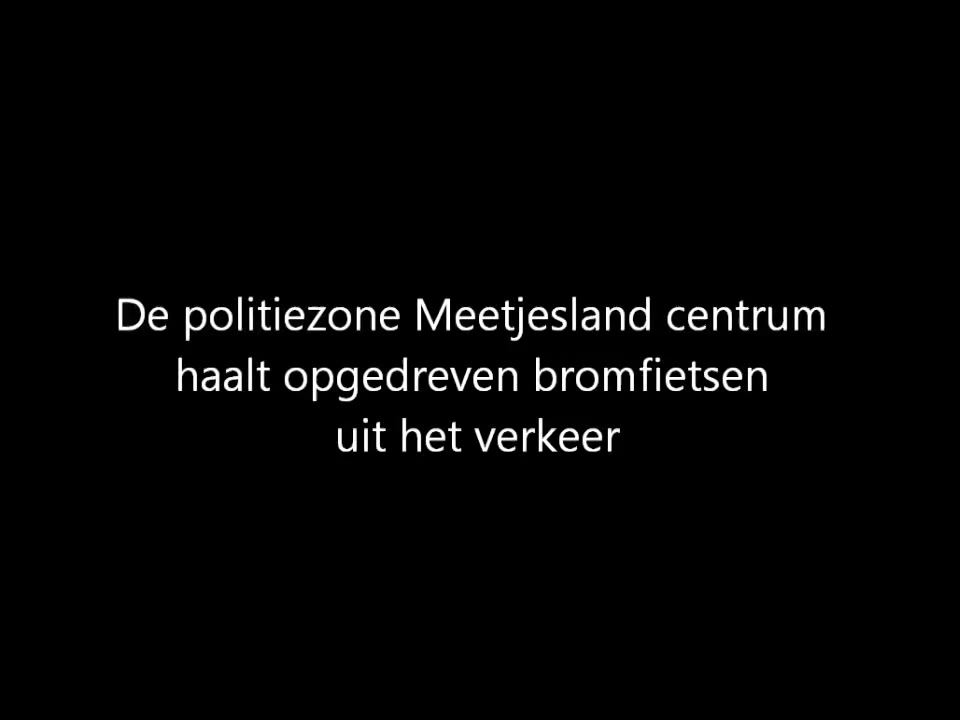 De politiezone Meetjesland centrum
haalt opgedreven bromfietsen
uit het verkeer